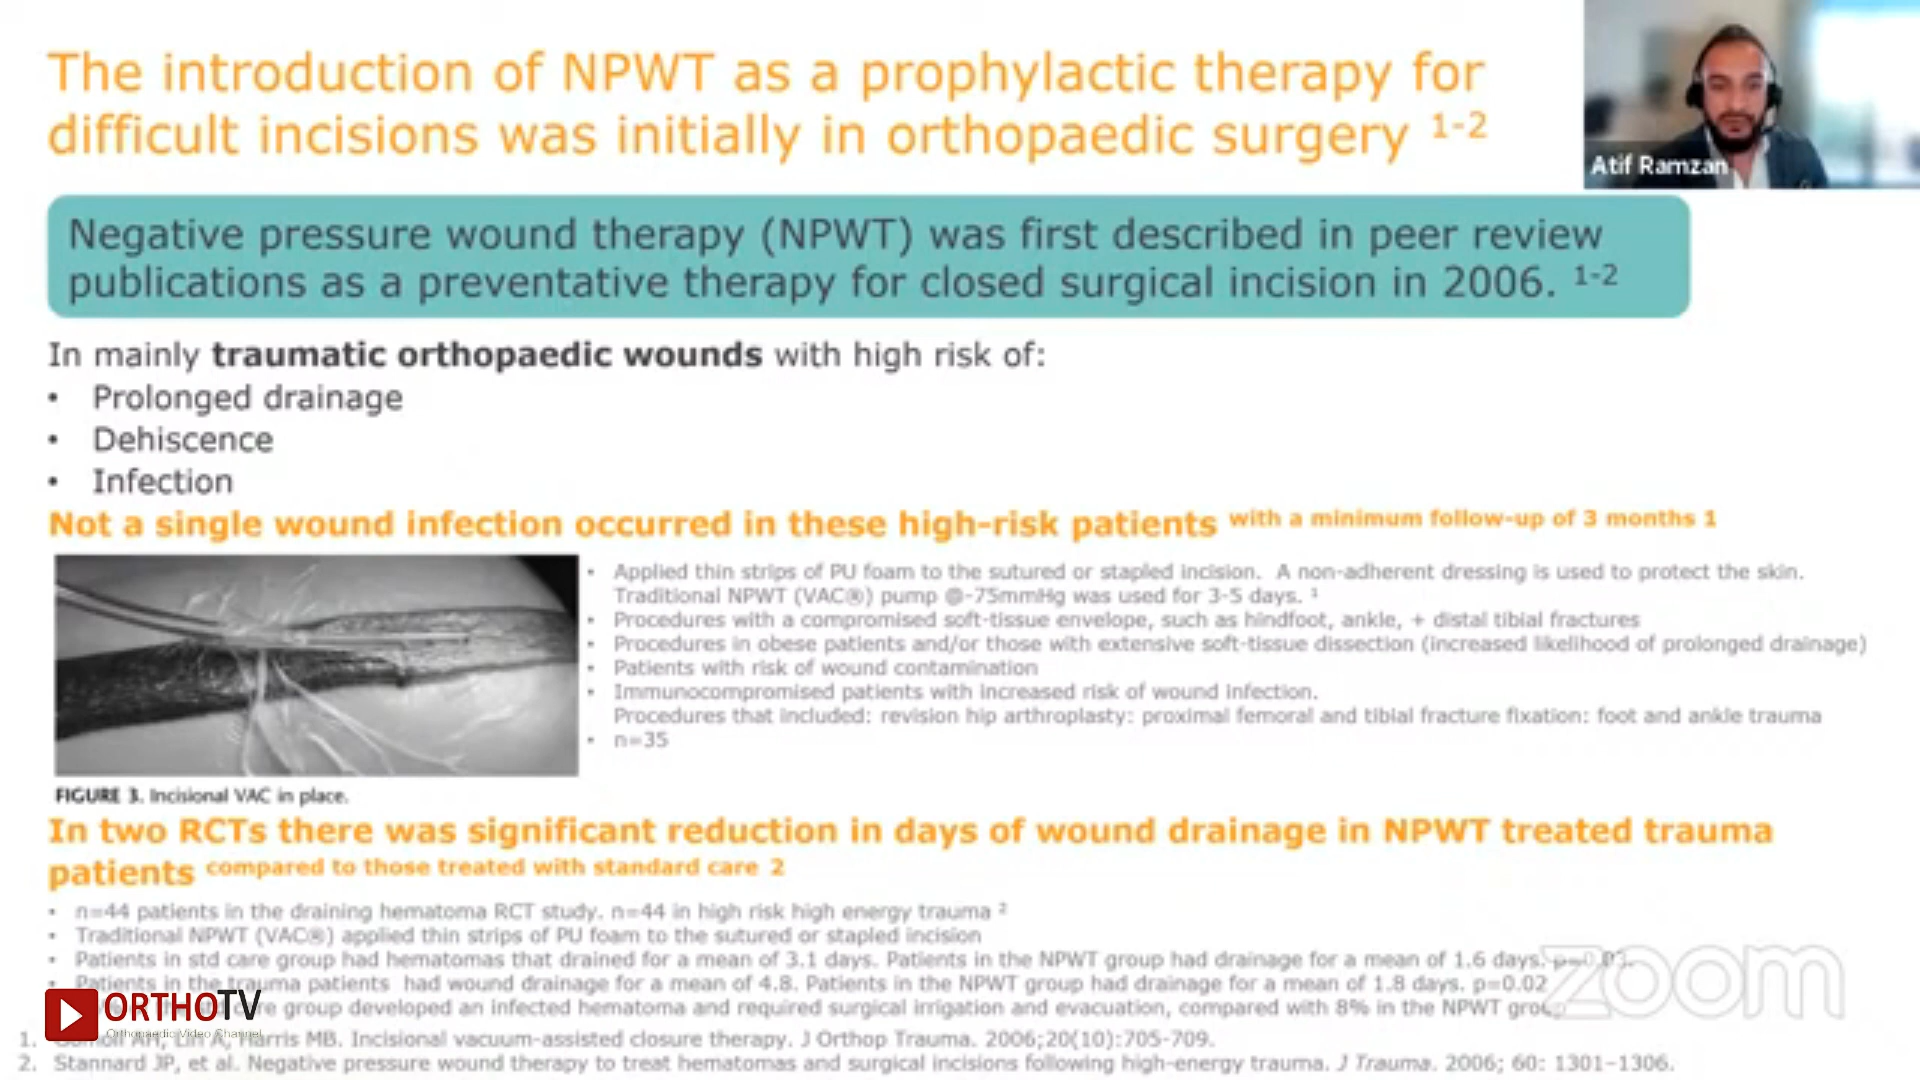 The introduction of NPWT as a prophylactic therapy for
difficult incisions was initially in orthopaedic surgery 1-2
Atif Ramzan
Negative pressure wound therapy (NPWT) was first described in peer review
publications as a preventative therapy for closed surgical incision in 2006. 1-2
In mainly traumatic orthopaedic wounds with high risk of:
• Prolonged drainage
• Dehiscence
• Infection
Not a single wound infection occurred in these high-risk patients with a minimum follow-up of 3 months 1
• Applied thin strips of PU foam to the sutured or stapled incision. A non-adherent dressing is used to protect the skin.
Traditional NPWT (VAC®) pump @-75mmHg was used for 3-5 days. 1
• Procedures with a compromised soft-tissue envelope, such as hindfoot, ankle, + distal tibial fractures
• Procedures in obese patients and/or those with extensive soft-tissue dissection (increased likelihood of prolonged drainage)
• Patients with risk of wound contamination
• Immunocompromised patients with increased risk of wound infection.
Procedures that included: revision hip arthroplasty: proximal femoral and tibial fracture fixation: foot and ankle trauma
• n=35
FIGURE 3. Incisional VAC in place.
In two RCTs there was significant reduction in days of wound drainage in NPWT treated trauma
patients compared to those treated with standard care 2
• n=44 patients in the draining hematoma RCT study. n=44 in high risk high energy trauma 2
• Traditional NPWT (VAC®) applied thin strips of PU foam to the sutured or stapled incision
• Patients in std care group had hematomas that drained for a mean of 3.1 days. Patients in the NPWT group had drainage for a mean of 1.6 days. p=0.03.
• Patients in the trauma patients had wound drainage for a mean of 4.8. Patients in the NPWT group had drainage for a mean of 1.8 days. p=0.02
group developed an infected hematoma and required surgical irrigation and evacuation, compared with 8% in the NPWT group
zoom
ORTHOTV
Orthopaedic Video Channel
1. Harris MB. Incisional vacuum-assisted closure therapy. J Orthop Trauma. 2006;20(10):705-709.
2. Stannard JP, et al. Negative pressure wound therapy to treat hematomas and surgical incisions following high-energy trauma. J Trauma. 2006; 60: 1301-1306.